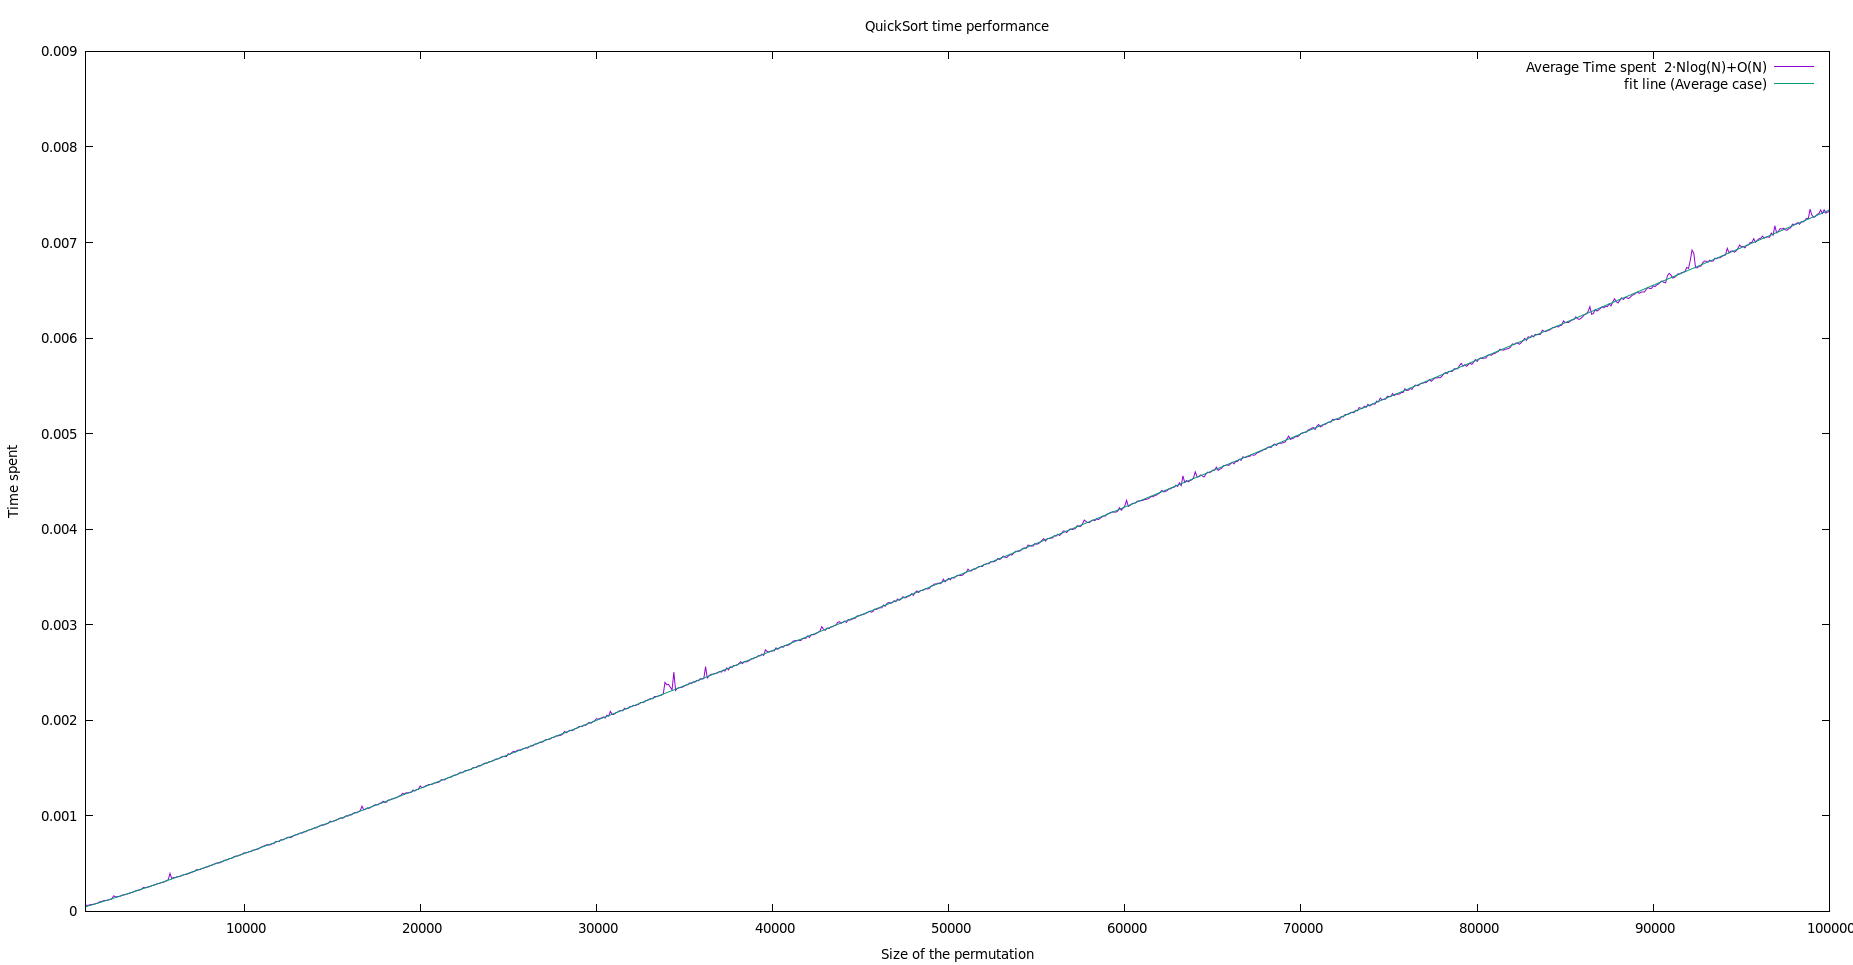 QuickSort time performance
0.009
Average Time spent  2·Nlog(N)+O(N)
fit line (Average case)
0.008
0.007
0.006
0.005
Time spent
0.004
0.003
0.002
0.001
0
10000 20000 30000 40000 50000 60000 70000 80000 90000 100000
Size of the permutation